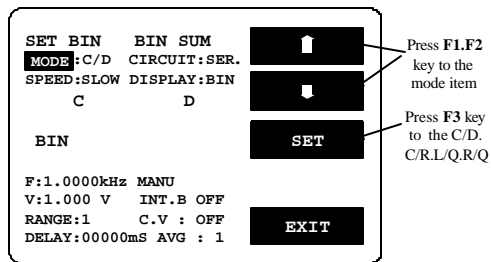 SET BIN BIN SUM
MODE:C/D CIRCUIT:SER.
SPEED:SLOW DISPLAY:BIN
C D
BIN
SET
F:1.0000kHz MANU
V:1.000 V INT.B OFF
RANGE:1 C.V : OFF
DELAY:00000mS AVG : 1
EXIT
Press F1.F2
key to the
mode item
Press F3 key
to the C/D.
C/R.L/Q.R/Q